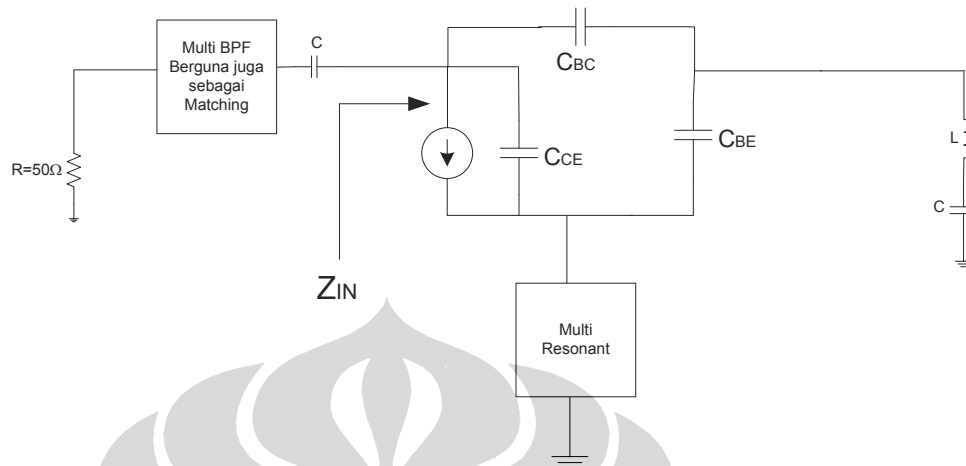 Multi BPF
Berguna juga
sebagai
Matching
C
CBC
R=50Ω
CCE
CBE
L
C
ZIN
Multi
Resonant